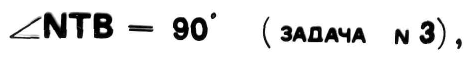 ∠NTB = 90° (ЗАДАЧА N 3),